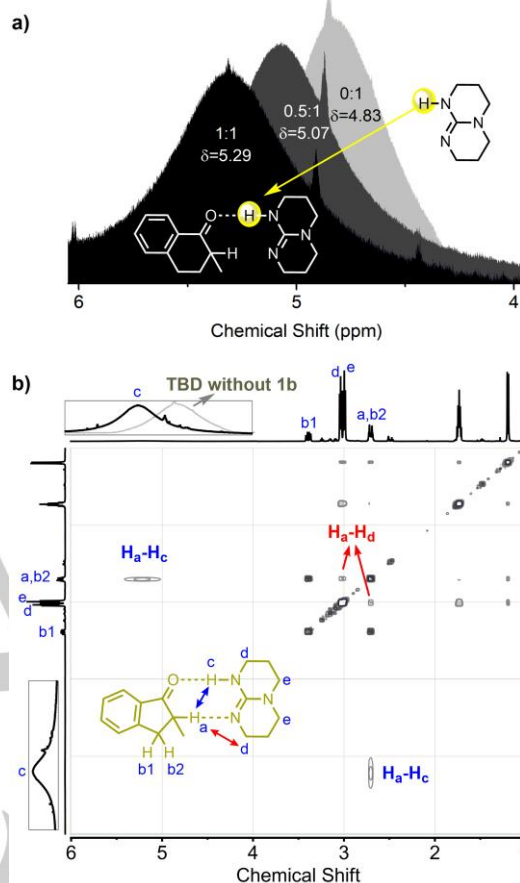 a)
0:1
δ=4.83
0.5:1
δ=5.07
1:1
δ=5.29
H
N
N
N
O
H
N
N
N
H
6
5
4
Chemical Shift (ppm)
b)
TBD without 1b
c
d
e
a,b2
b1
Ha-Hd
Ha-Hc
a,b2
e
d
b1
c
d
O
H
N
e
H
N
N
a
e
H
H
d
b1
b2
c
Ha-Hc
6
5
4
3
2
Chemical Shift